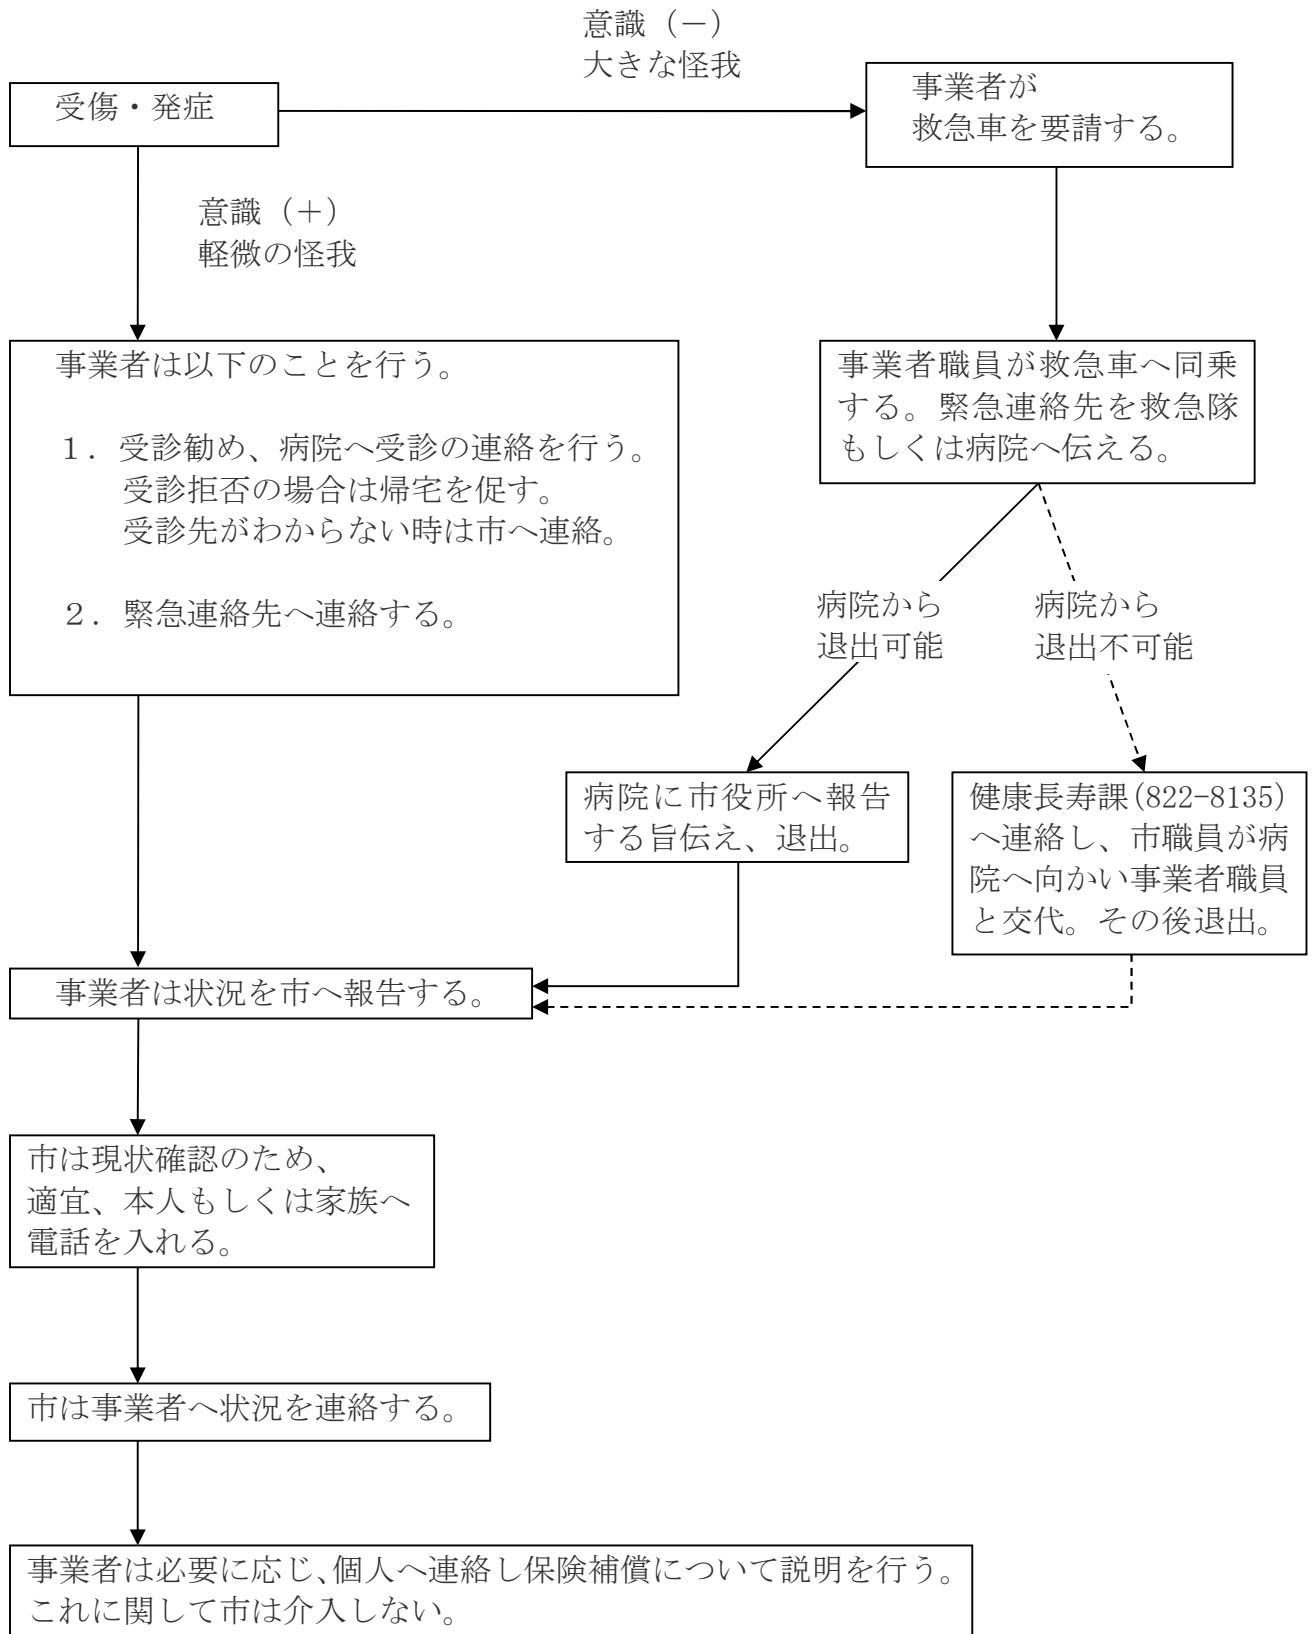 意識（－）
大きな怪我
受傷・発症
事業者が
救急車を要請する。
意識（＋）
軽微の怪我
事業者は以下のことを行う。
１．受診勧め、病院へ受診の連絡を行う。
受診拒否の場合は帰宅を促す。
受診先がわからない時は市へ連絡。
２．緊急連絡先へ連絡する。
事業者職員が救急車へ同乗
する。緊急連絡先を救急隊
もしくは病院へ伝える。
病院から
退出可能
病院から
退出不可能
病院に市役所へ報告
する旨伝え、退出。
健康長寿課(822-8135)
へ連絡し、市職員が病
院へ向かい事業者職員
と交代。その後退出。
事業者は状況を市へ報告する。
市は現状確認のため、
適宜、本人もしくは家族へ
電話を入れる。
市は事業者へ状況を連絡する。
事業者は必要に応じ、個人へ連絡し保険補償について説明を行う。
これに関して市は介入しない。